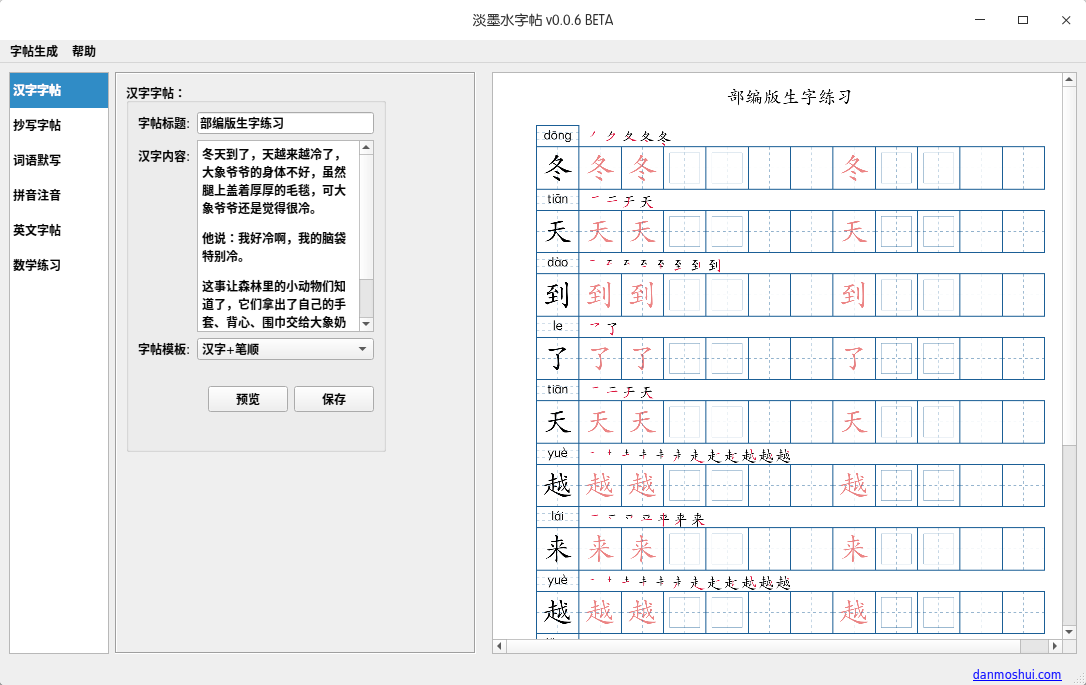 淡墨水字帖 v0.0.6 BETA
字帖生成 帮助
汉字字帖
抄写字帖
词语默写
拼音注音
英文字帖
数学练习
汉字字帖：
字帖标题: 部编版生字练习
汉字内容:
冬天到了，天越来越冷了，
大象爷爷的身体不好，虽然
腿上盖着厚厚的毛毯，可大
象爷爷还是觉得很冷。
他说：我好冷啊，我的脑袋
特别冷。
这事让森林里的小动物们知
道了，它们拿出了自己的手
套、背心、围巾交给大象奶
字帖模板: 汉字+笔顺
预览 保存
部编版生字练习
dōng
冬 冬 冬 冬
tiān
天 天 天 天
dào
到 到 到 到
le
了 了 了 了
tiān
天 天 天 天
yuè
越 越 越 越
lái
来 来 来 来
yuè
越 越 越 越
danmoshui.com